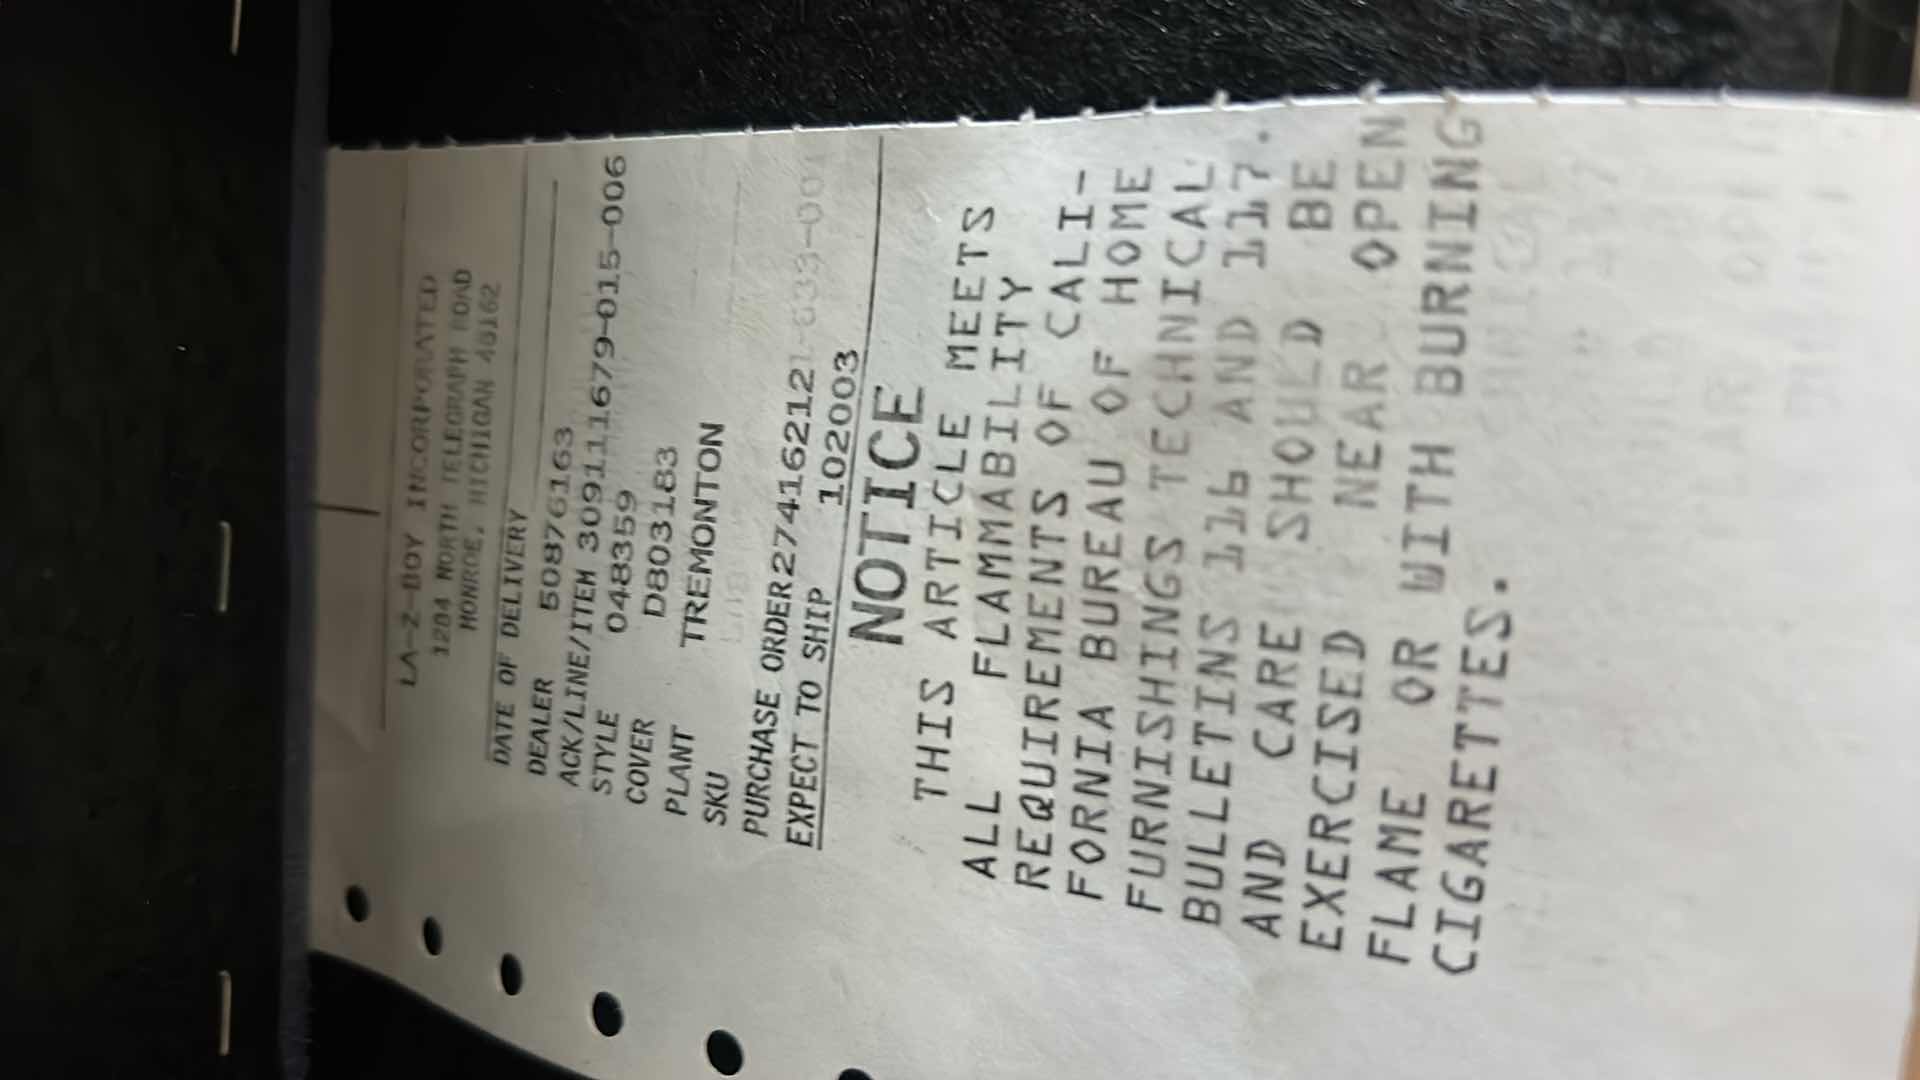 LA-Z-BOY INCORPORATED
1284 NORTH TELEGRAPH ROAD
MONROE, MICHIGAN 48162
DATE OF DELIVERY
DEALER 50876163
ACK/LINE/ITEM 309111679-015-006
STYLE 048359
COVER D803183
PLANT TREMONTON
SKU
PURCHASE ORDER 274162121-033-001
EXPECT TO SHIP 102003
NOTICE
THIS ARTICLE MEETS
ALL FLAMMABILITY
REQUIREMENTS OF CALI-
FORNIA BUREAU OF HOME
FURNISHINGS TECHNICAL
BULLETINS 116 AND 117.
AND CARE SHOULD BE
EXERCISED NEAR OPEN
FLAME OR WITH BURNING
CIGARETTES.